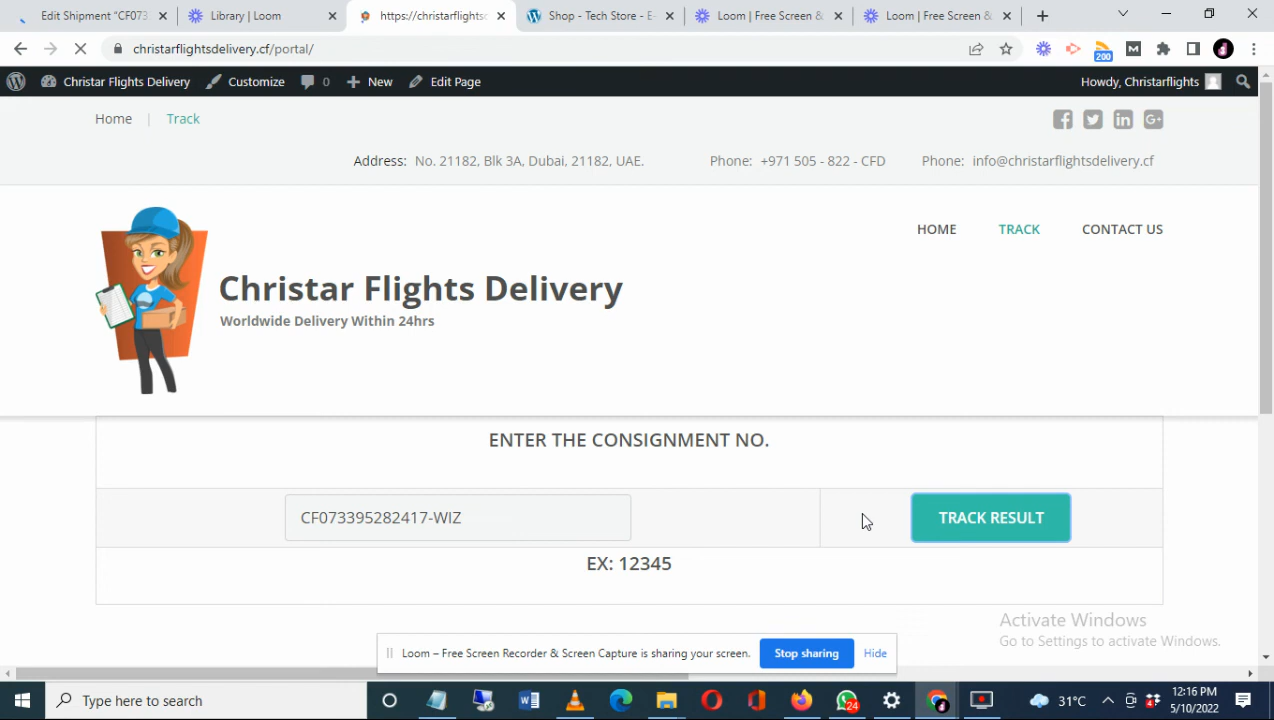 Edit Shipment "CF073
Library | Loom
https://christarflightsc
Shop - Tech Store - E-
Loom | Free Screen &
Loom | Free Screen &
christarflightsdelivery.cf/portal/
200
M
Christar Flights Delivery
Customize
0
New
Edit Page
Howdy, Christarflights
Home | Track
Address: No. 21182, Blk 3A, Dubai, 21182, UAE.
Phone: +971 505 - 822 - CFD
Phone: info@christarflightsdelivery.cf
HOME
TRACK
CONTACT US
Christar Flights Delivery
Worldwide Delivery Within 24hrs
ENTER THE CONSIGNMENT NO.
CF073395282417-WIZ
TRACK RESULT
EX: 12345
Activate Windows
Go to Settings to activate Windows.
Loom – Free Screen Recorder & Screen Capture is sharing your screen.
Stop sharing
Hide
Type here to search
24
31°C
12:16 PM
5/10/2022